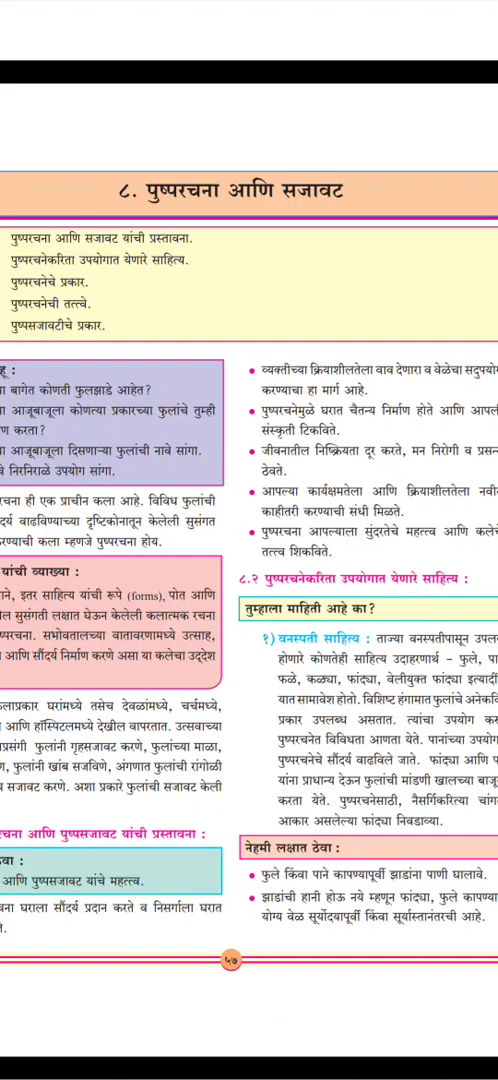 ८. पुष्परचना आणि सजावट
पुष्परचना आणि सजावट यांची प्रस्तावना.
पुष्परचनेकरिता उपयोगात येणारे साहित्य.
पुष्परचनेचे प्रकार.
पुष्परचनेची तत्त्वे.
पुष्पसजावटीचे प्रकार.
हू :
या बागेत कोणती फुलझाडे आहेत?
या आजूबाजूला कोणत्या प्रकारच्या फुलांचे तुम्ही
करता?
या आजूबाजूला दिसणाऱ्या फुलांची नावे सांगा.
चे निरनिराळे उपयोग सांगा.
रचना ही एक प्राचीन कला आहे. विविध फुलांची
दर्य वाढविण्याच्या दृष्टिकोनातून केलेली सुसंगत
करण्याची कला म्हणजे पुष्परचना होय.
यांची व्याख्या :
पाने, इतर साहित्य यांची रूपे (forms), पोत आणि
सुसंगती लक्षात घेऊन केलेली कलात्मक रचना
पुष्परचना. सभोवतालच्या वातावरणामध्ये उत्साह,
आणि सौंदर्य निर्माण करणे असा या कलेचा उद्देश
कलाप्रकार घरांमध्ये तसेच देवळांमध्ये, चर्चमध्ये,
आणि हॉस्पिटलमध्ये देखील वापरतात. उत्सवाच्या
प्रसंगी फुलांनी गृहसजावट करणे, फुलांच्या माळा,
फुलांनी खांब सजविणे, अंगणात फुलांची रांगोळी
व सजावट करणे. अशा प्रकारे फुलांची सजावट केली
रचना आणि पुष्पसजावट यांची प्रस्तावना :
ठेवा :
आणि पुष्पसजावट यांचे महत्त्व.
घराला सौंदर्य प्रदान करते व निसर्गाला घरात
ते.
• व्यक्तीच्या क्रियाशीलतेला वाव देणारा व वेळेचा सदुपयोग
करण्याचा हा मार्ग आहे.
• पुष्परचनेमुळे घरात चैतन्य निर्माण होते आणि आपली
संस्कृती टिकविते.
• जीवनातील निष्क्रियता दूर करते, मन निरोगी व प्रसन्न
ठेवते.
• आपल्या कार्यक्षमतेला आणि क्रियाशीलतेला नवीन
काहीतरी करण्याची संधी मिळते.
• पुष्परचना आपल्याला सुंदरतेचे महत्त्व आणि कलेचे
तत्त्व शिकविते.
८.२ पुष्परचनेकरिता उपयोगात येणारे साहित्य :
तुम्हाला माहिती आहे का?
१) वनस्पती साहित्य : ताज्या वनस्पतीपासून उपलब्ध
होणारे कोणतेही साहित्य उदाहरणार्थ - फुले, पाने
फळे, कळ्या, फांद्या, वेलीयुक्त फांद्या इत्यादीं
यात समावेश होतो. विशिष्ट हंगामात फुलांचे अनेकवि
प्रकार उपलब्ध असतात. त्यांचा उपयोग करू
पुष्परचनेत विविधता आणता येते. पानांच्या उपयोगा
पुष्परचनेचे सौंदर्य वाढविले जाते. फांद्या आणि प
यांना प्राधान्य देऊन फुलांची मांडणी खालच्या बाजूस
करता येते. पुष्परचनेसाठी, नैसर्गिकरित्या चांगला
आकार असलेल्या फांद्या निवडाव्या.
नेहमी लक्षात ठेवा :
• फुले किंवा पाने कापण्यापूर्वी झाडांना पाणी घालावे.
• झाडांची हानी होऊ नये म्हणून फांद्या, फुले कापण्या
योग्य वेळ सूर्योदयापूर्वी किंवा सूर्यास्तानंतरची आहे.
५७